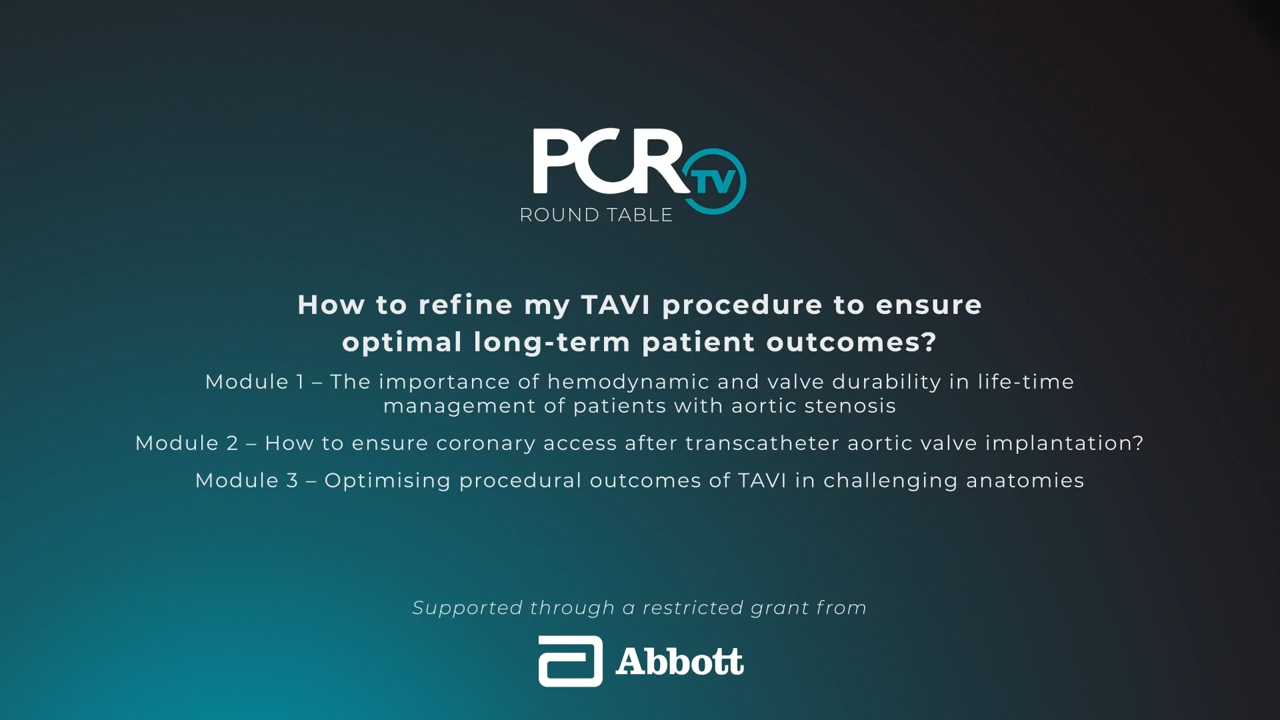 PCR TV
ROUND TABLE
How to refine my TAVI procedure to ensure
optimal long-term patient outcomes?
Module 1 – The importance of hemodynamic and valve durability in life-time
management of patients with aortic stenosis
Module 2 – How to ensure coronary access after transcatheter aortic valve implantation?
Module 3 – Optimising procedural outcomes of TAVI in challenging anatomies
Supported through a restricted grant from
Abbott